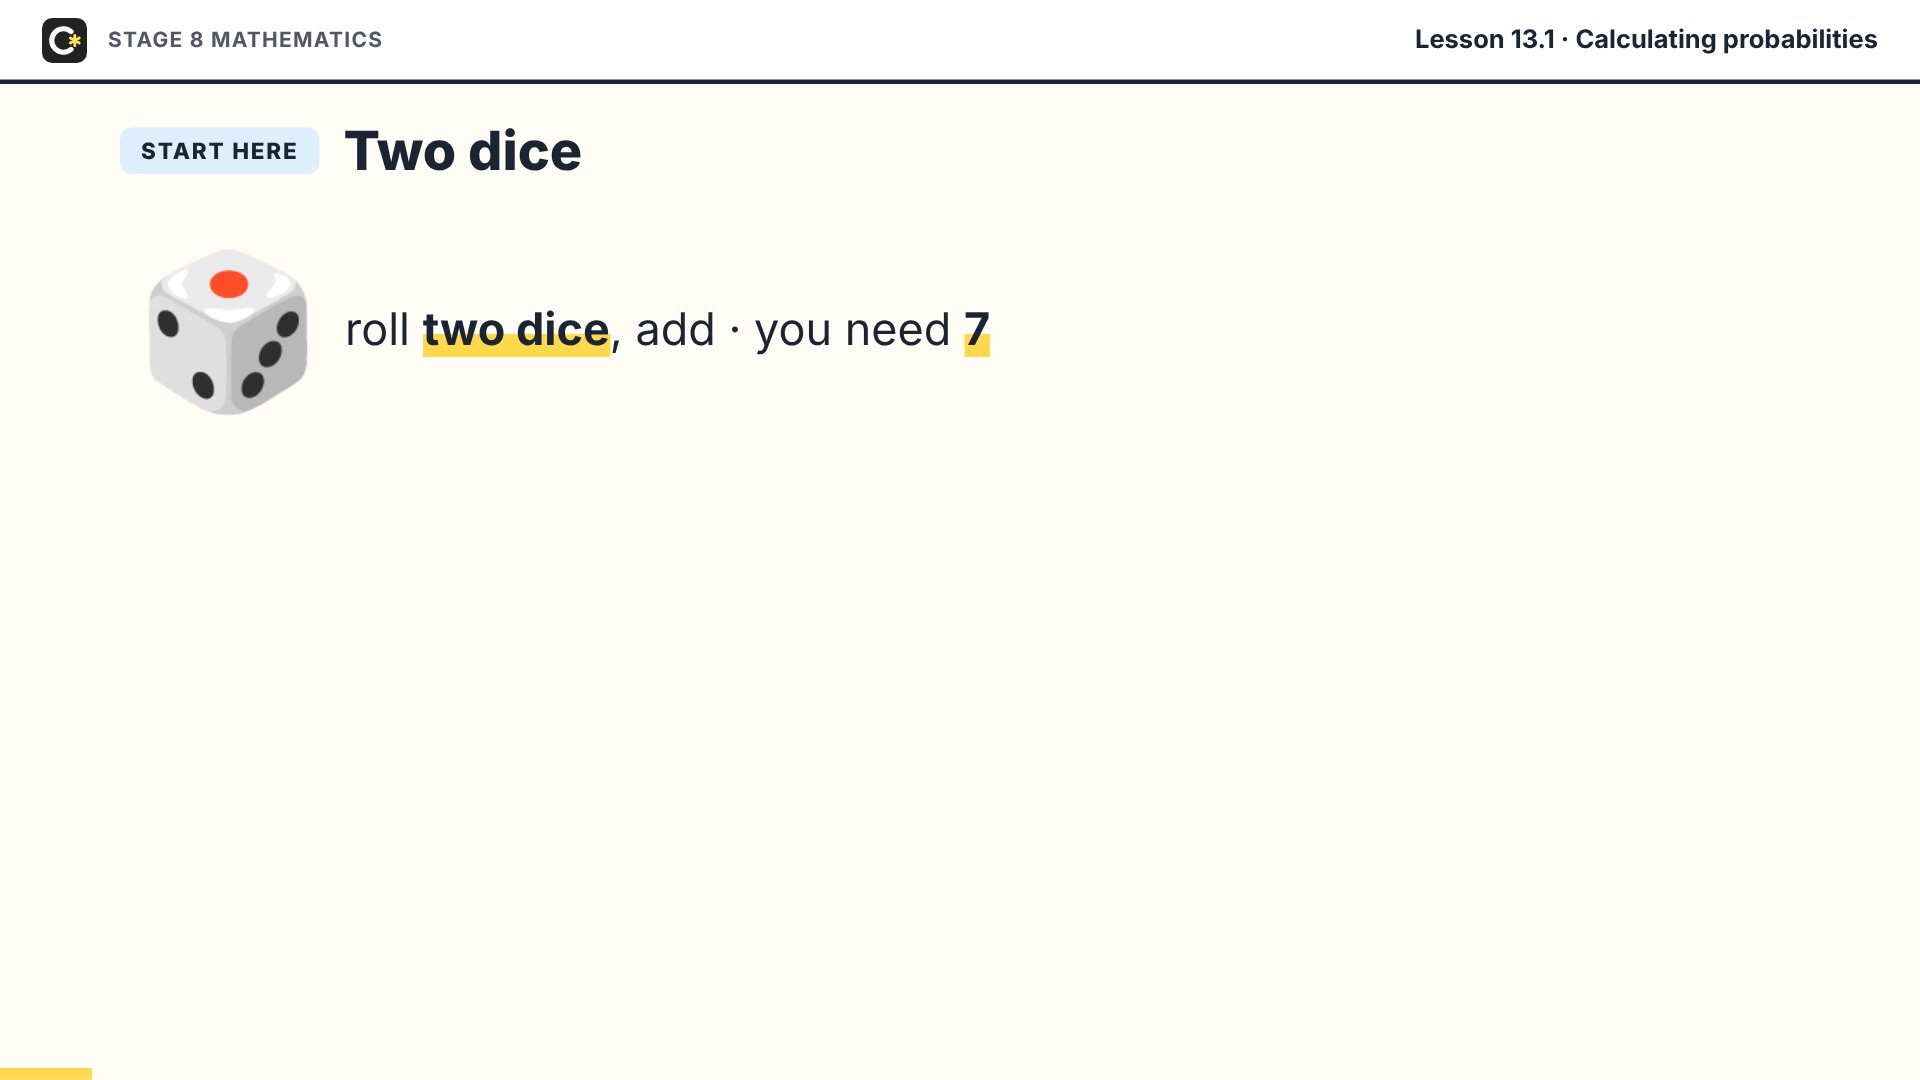 STAGE 8 MATHEMATICS
Lesson 13.1 · Calculating probabilities
START HERE
Two dice
roll two dice, add · you need 7